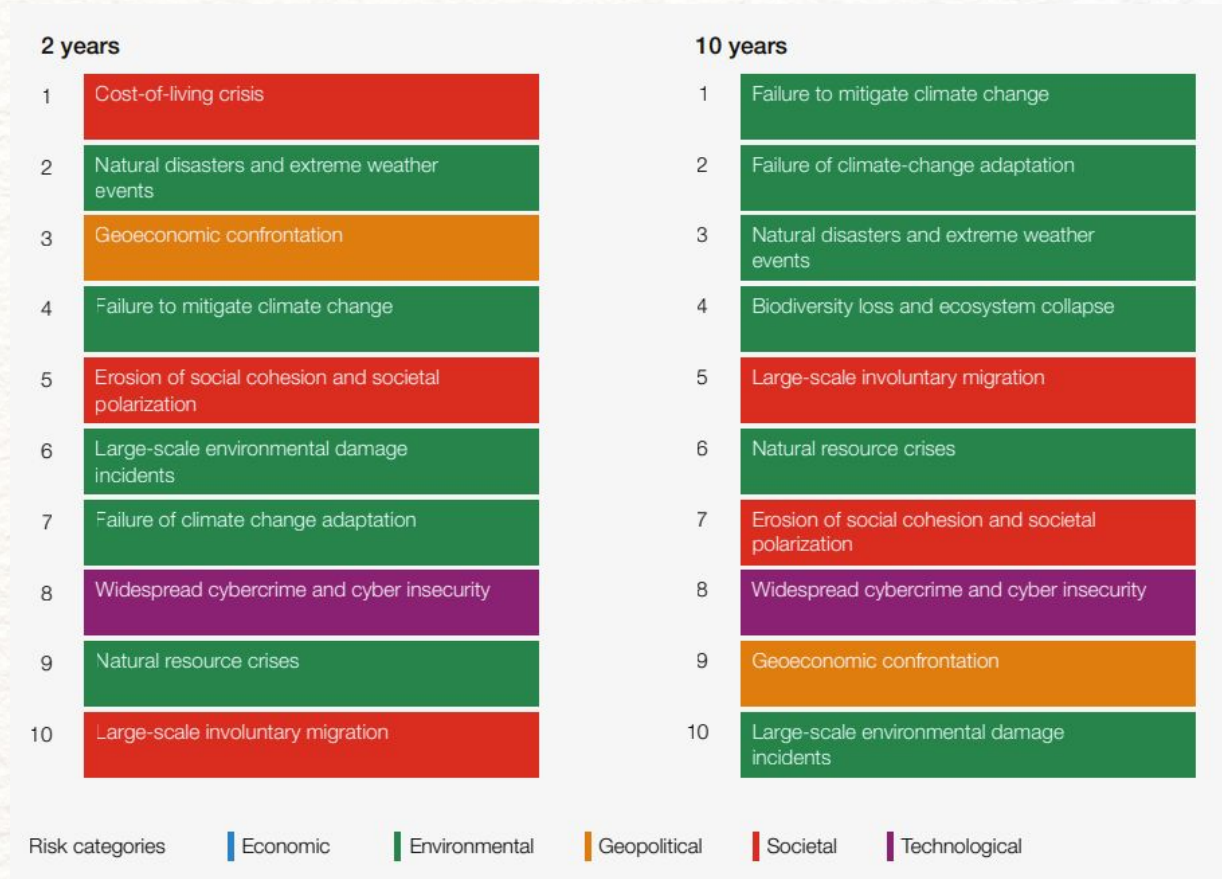 2 years
1 Cost-of-living crisis
2 Natural disasters and extreme weather
events
3 Geoeconomic confrontation
4 Failure to mitigate climate change
5 Erosion of social cohesion and societal
polarization
6 Large-scale environmental damage
incidents
7 Failure of climate change adaptation
8 Widespread cybercrime and cyber insecurity
9 Natural resource crises
10 Large-scale involuntary migration
10 years
1 Failure to mitigate climate change
2 Failure of climate-change adaptation
3 Natural disasters and extreme weather
events
4 Biodiversity loss and ecosystem collapse
5 Large-scale involuntary migration
6 Natural resource crises
7 Erosion of social cohesion and societal
polarization
8 Widespread cybercrime and cyber insecurity
9 Geoeconomic confrontation
10 Large-scale environmental damage
incidents
Risk categories Economic Environmental Geopolitical Societal Technological